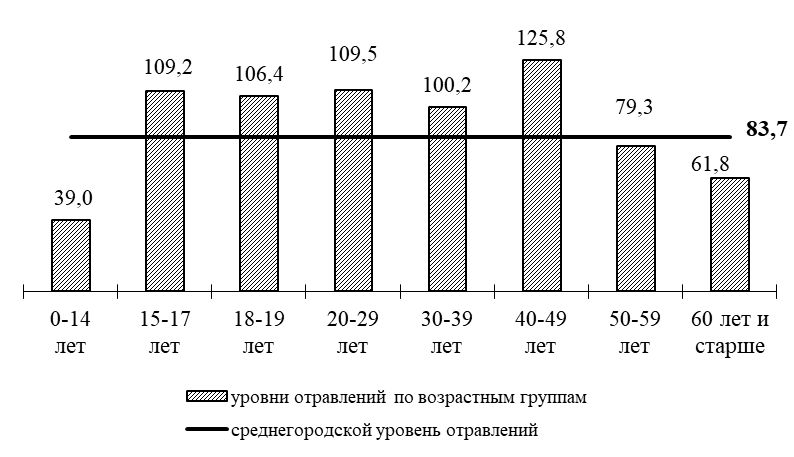 125,8
109,2
106,4
109,5
100,2
79,3
83,7
61,8
39,0
0-14 15-17 18-19 20-29 30-39 40-49 50-59 60 лет и
лет лет лет лет лет лет лет старше
уровни отравлений по возрастным группам
среднегородской уровень отравлений